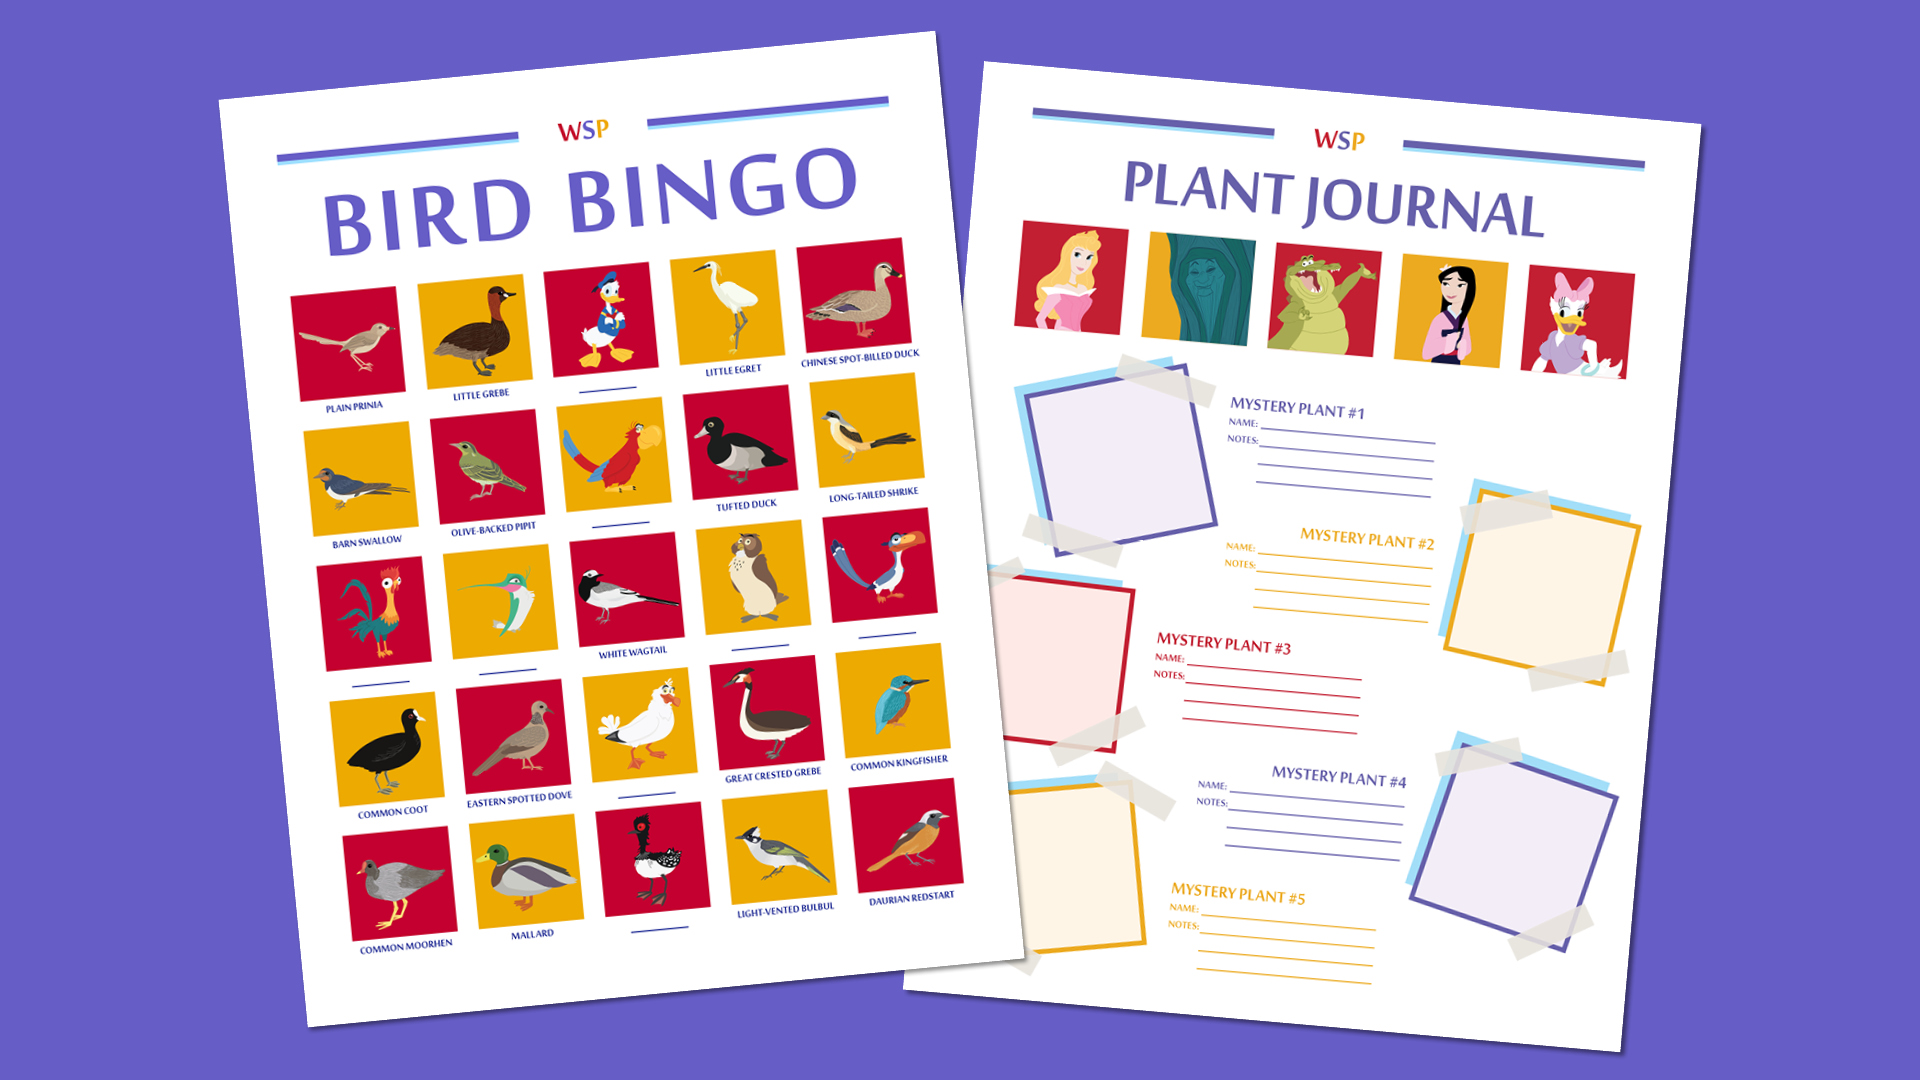 WSP
BIRD BINGO
PLAIN PRINIA
LITTLE GREBE
LITTLE EGRET
CHINESE SPOT-BILLED DUCK
BARN SWALLOW
OLIVE-BACKED PIPIT
TUFTED DUCK
LONG-TAILED SHRIKE
WHITE WAGTAIL
COMMON COOT
EASTERN SPOTTED DOVE
GREAT CRESTED GREBE
COMMON KINGFISHER
COMMON MOORHEN
MALLARD
LIGHT-VENTED BULBUL
DAURIAN REDSTART
WSP
PLANT JOURNAL
MYSTERY PLANT #1
NAME:
NOTES:
MYSTERY PLANT #2
NAME:
NOTES:
MYSTERY PLANT #3
NAME:
NOTES:
MYSTERY PLANT #4
NAME:
NOTES:
MYSTERY PLANT #5
NAME:
NOTES: